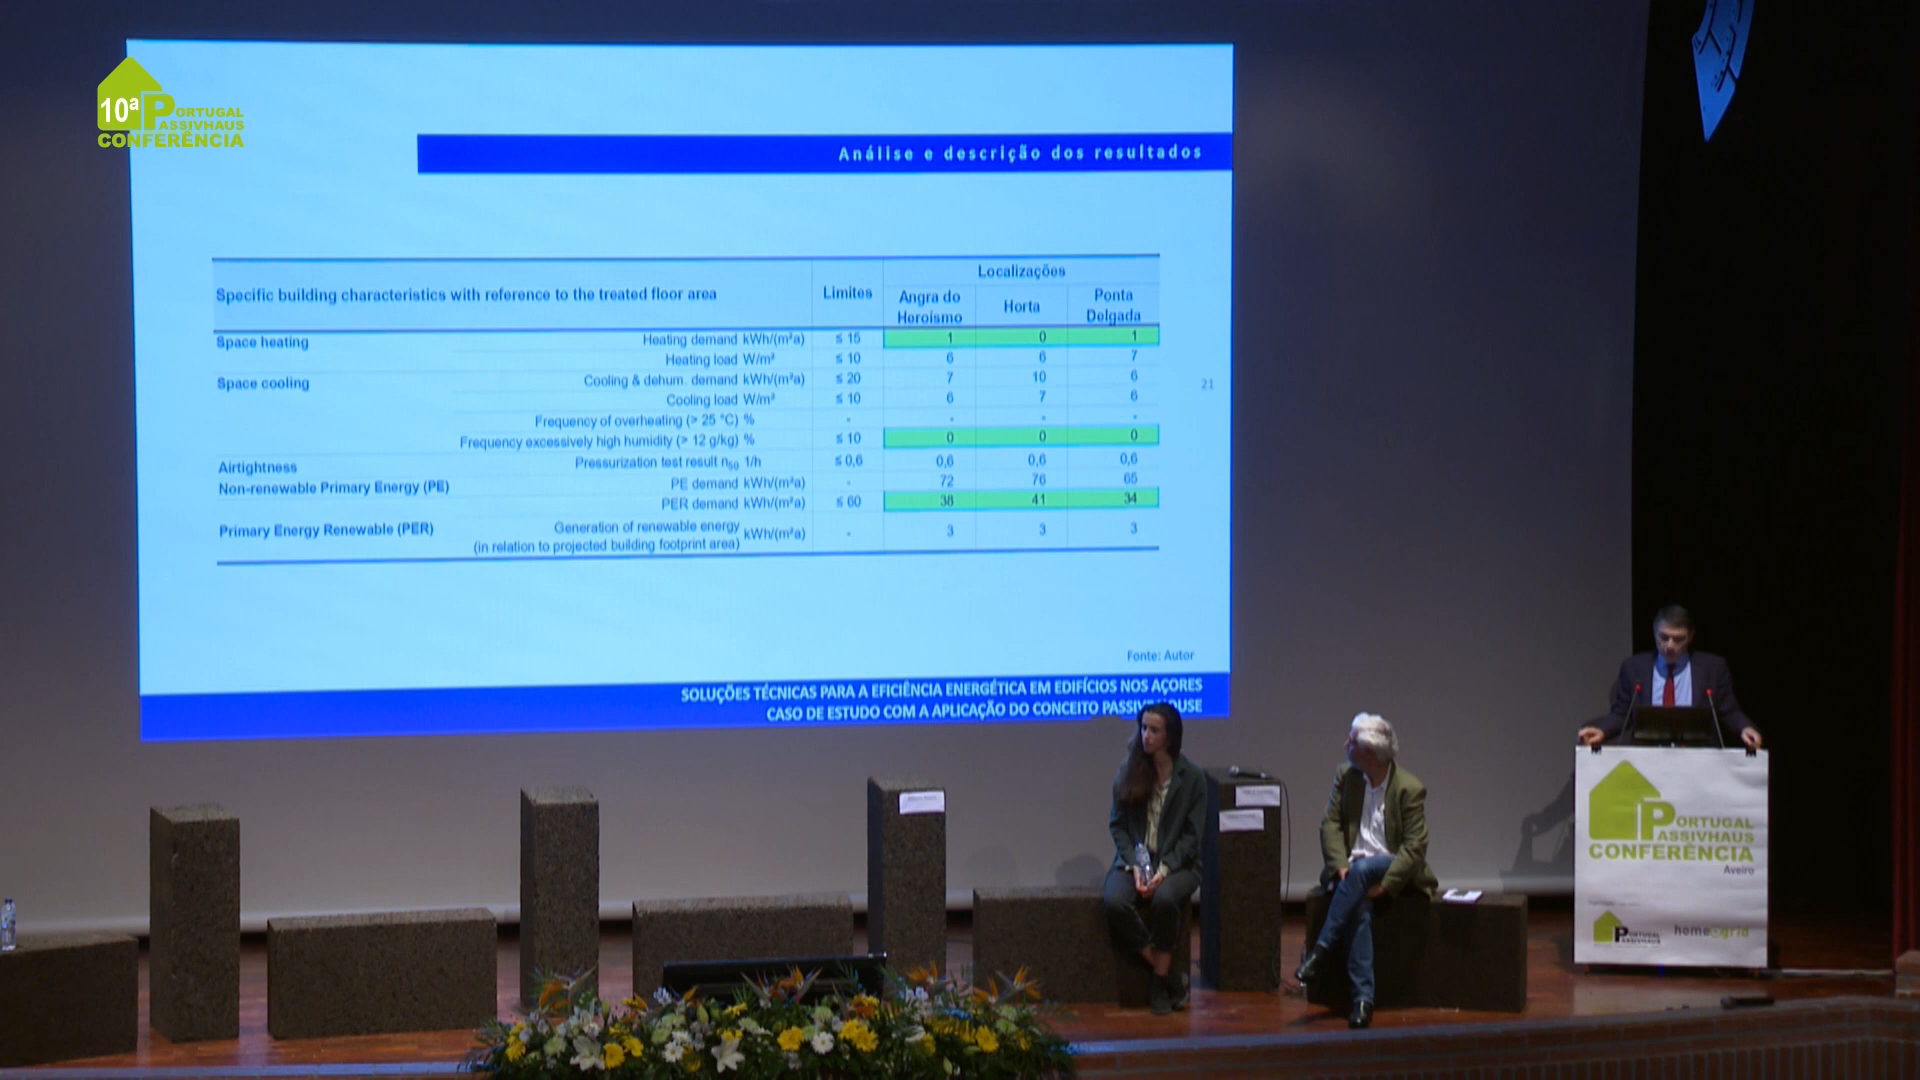 10ª PORTUGAL
PASSIVHAUS
CONFERÊNCIA
Análise e descrição dos resultados
Specific building characteristics with reference to the treated floor area Limites Localizações
Angra do Heroísmo Horta Ponta Delgada
Space heating Heating demand kWh/(m²a) ≤ 15 1 0 1
Heating load W/m² ≤ 10 6 6 7
Space cooling Cooling & dehum. demand kWh/(m²a) ≤ 20 7 10 6
Cooling load W/m² ≤ 10 6 7 6
Frequency of overheating (> 25 °C) % - - - -
Frequency excessively high humidity (> 12 g/kg) % ≤ 10 0 0 0
Airtightness Pressurization test result n50 1/h ≤ 0,6 0,6 0,6 0,6
Non-renewable Primary Energy (PE) PE demand kWh/(m²a) - 72 76 65
PER demand kWh/(m²a) ≤ 60 38 41 34
Primary Energy Renewable (PER) Generation of renewable energy
(in relation to projected building footprint area) kWh/(m²a) - 3 3 3
21
Fonte: Autor
SOLUÇÕES TÉCNICAS PARA A EFICIÊNCIA ENERGÉTICA EM EDIFÍCIOS NOS AÇORES
CASO DE ESTUDO COM A APLICAÇÃO DO CONCEITO
PORTUGAL
PASSIVHAUS
CONFERÊNCIA
Aveiro
PORTUGAL
PASSIVHAUS
homegrid